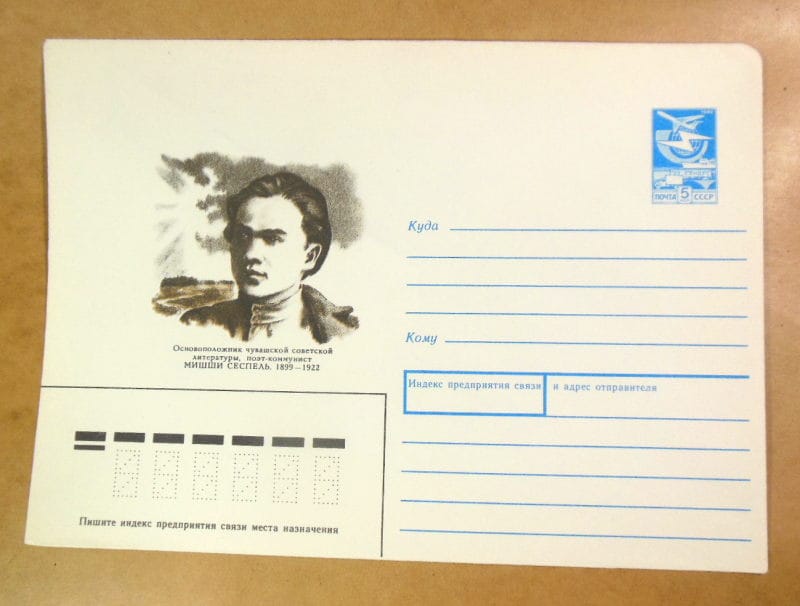 ПОЧТА 5 СССР
Куда
Основоположник чувашской советской
литературы, поэт-коммунист
МИШШИ СЕСПЕЛЬ. 1899—1922
Кому
Индекс предприятия связи и адрес отправителя
Пишите индекс предприятия связи места назначения